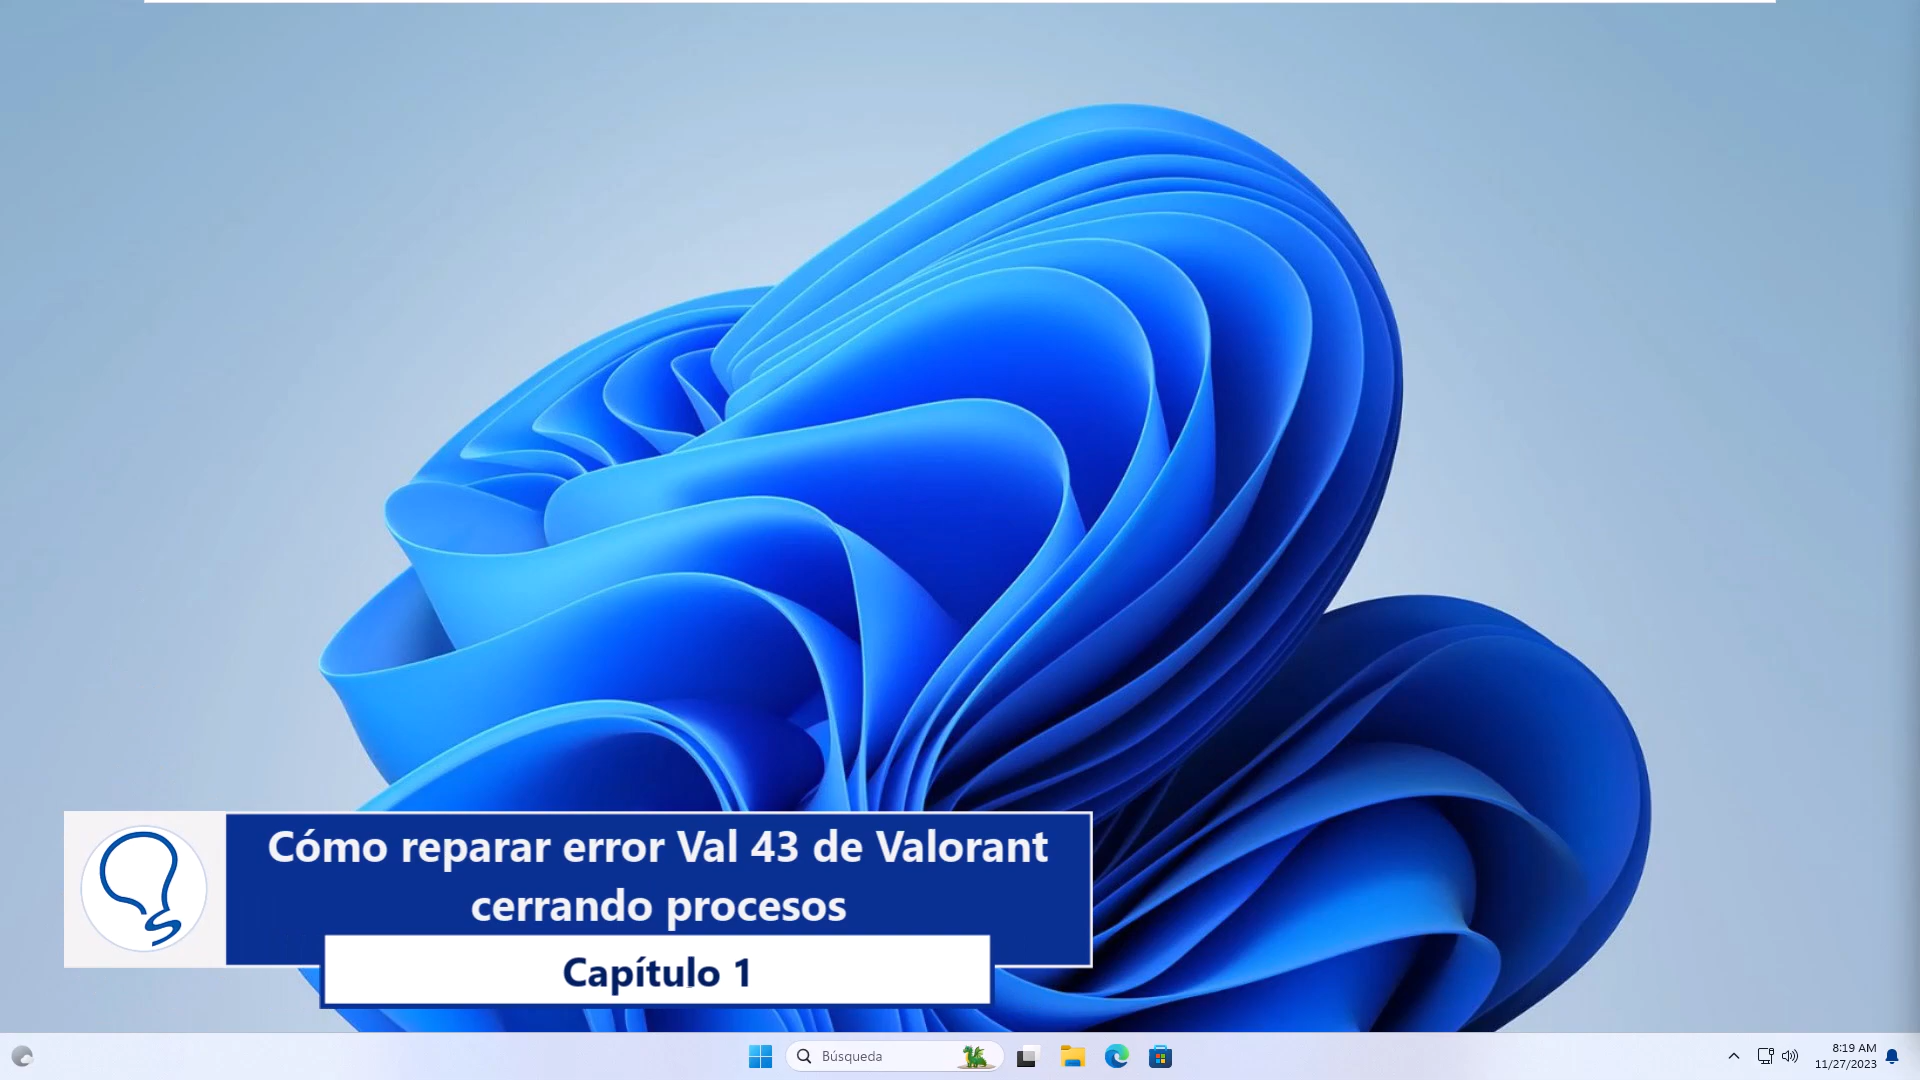 Cómo reparar error Val 43 de Valorant
cerrando procesos
Capítulo 1
Búsqueda
8:19 AM
11/27/2023